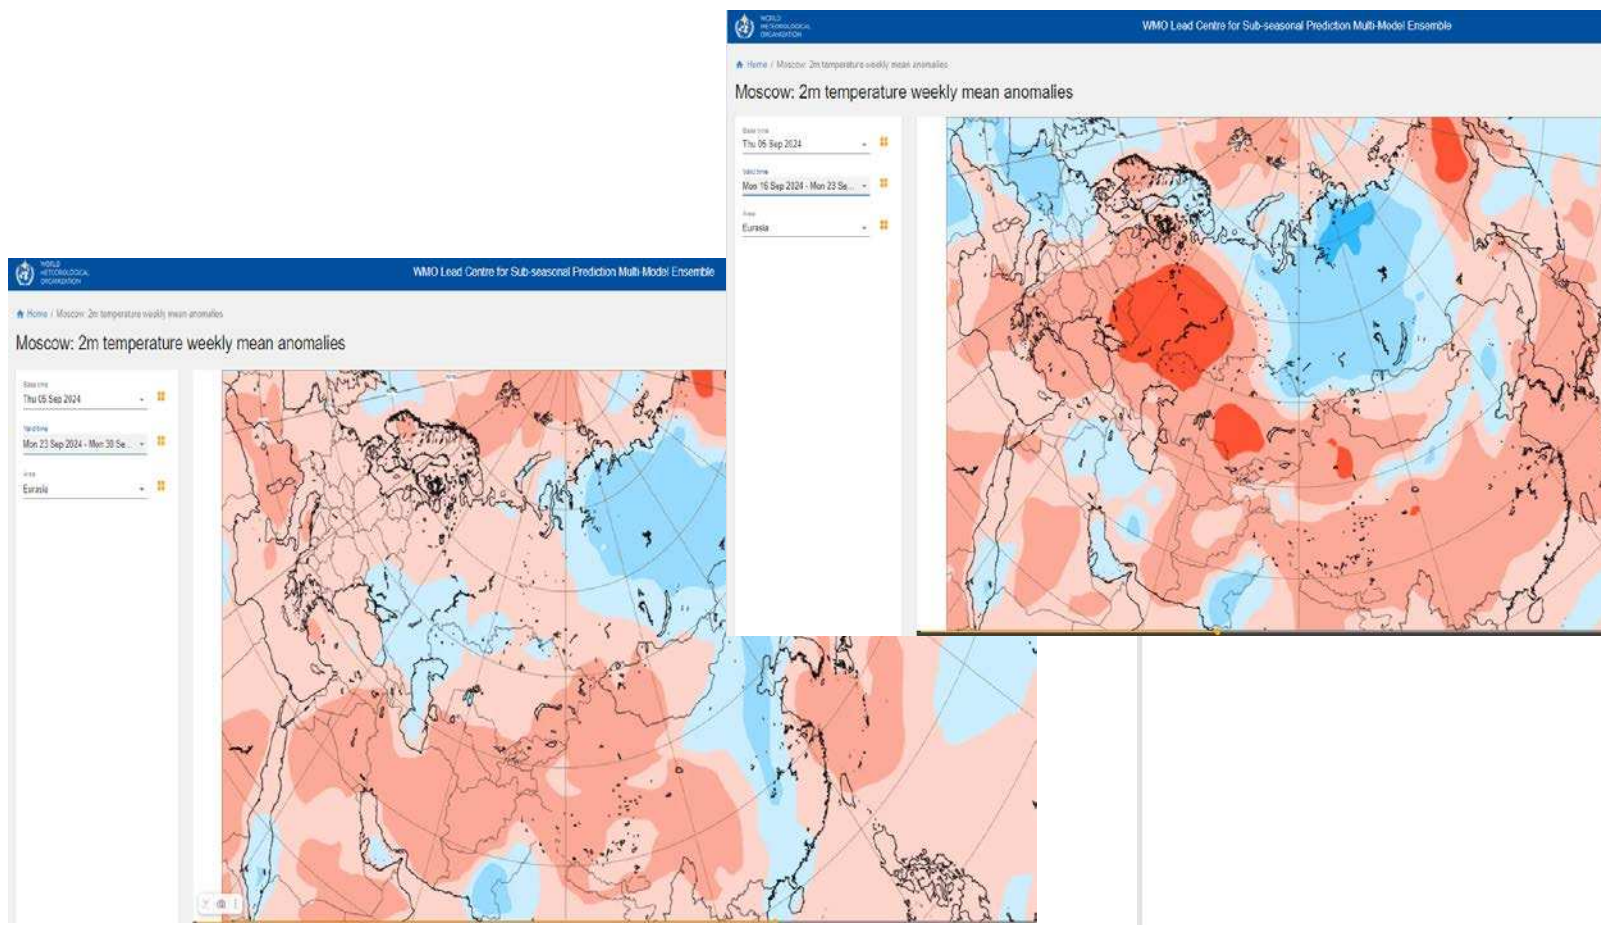 WORLD
METEOROLOGICAL
ORGANIZATION
WMO Lead Centre for Sub-seasonal Prediction Multi-Model Ensemble
Home / Moscow: 2m temperature weekly mean anomalies
Moscow: 2m temperature weekly mean anomalies
Base time
Thu 05 Sep 2024
Valid time
Mon 16 Sep 2024 - Mon 23 Se...
Area
Eurasia
WORLD
METEOROLOGICAL
ORGANIZATION
WMO Lead Centre for Sub-seasonal Prediction Multi-Model Ensemble
Home / Moscow: 2m temperature weekly mean anomalies
Moscow: 2m temperature weekly mean anomalies
Base time
Thu 05 Sep 2024
Valid time
Mon 23 Sep 2024 - Mon 30 Se...
Area
Eurasia